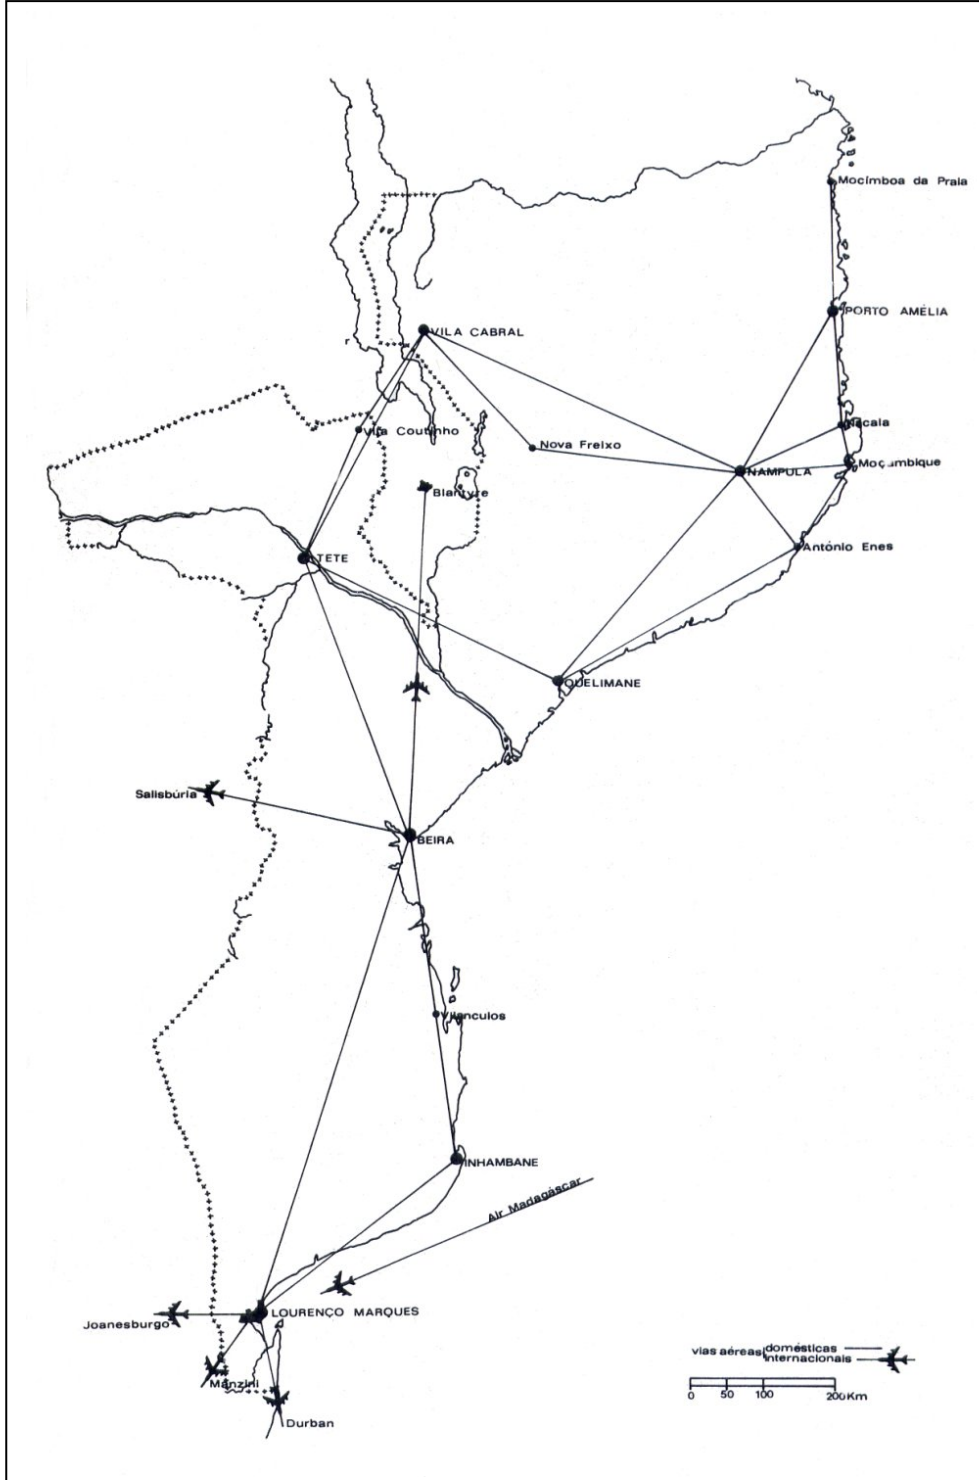 Mocímboa da Praia
PORTO AMÉLIA
VILA CABRAL
Nacala
Vila Coutinho
Nova Freixo
Moçambique
NAMPULA
Blantyre
António Enes
TETE
QUELIMANE
Salisbúria
BEIRA
Vilanculos
INHAMBANE
Air Madagáscar
LOURENÇO MARQUES
Joanesburgo
vias aéreas
domésticas
internacionais
Manzini
0 50 100 200Km
Durban